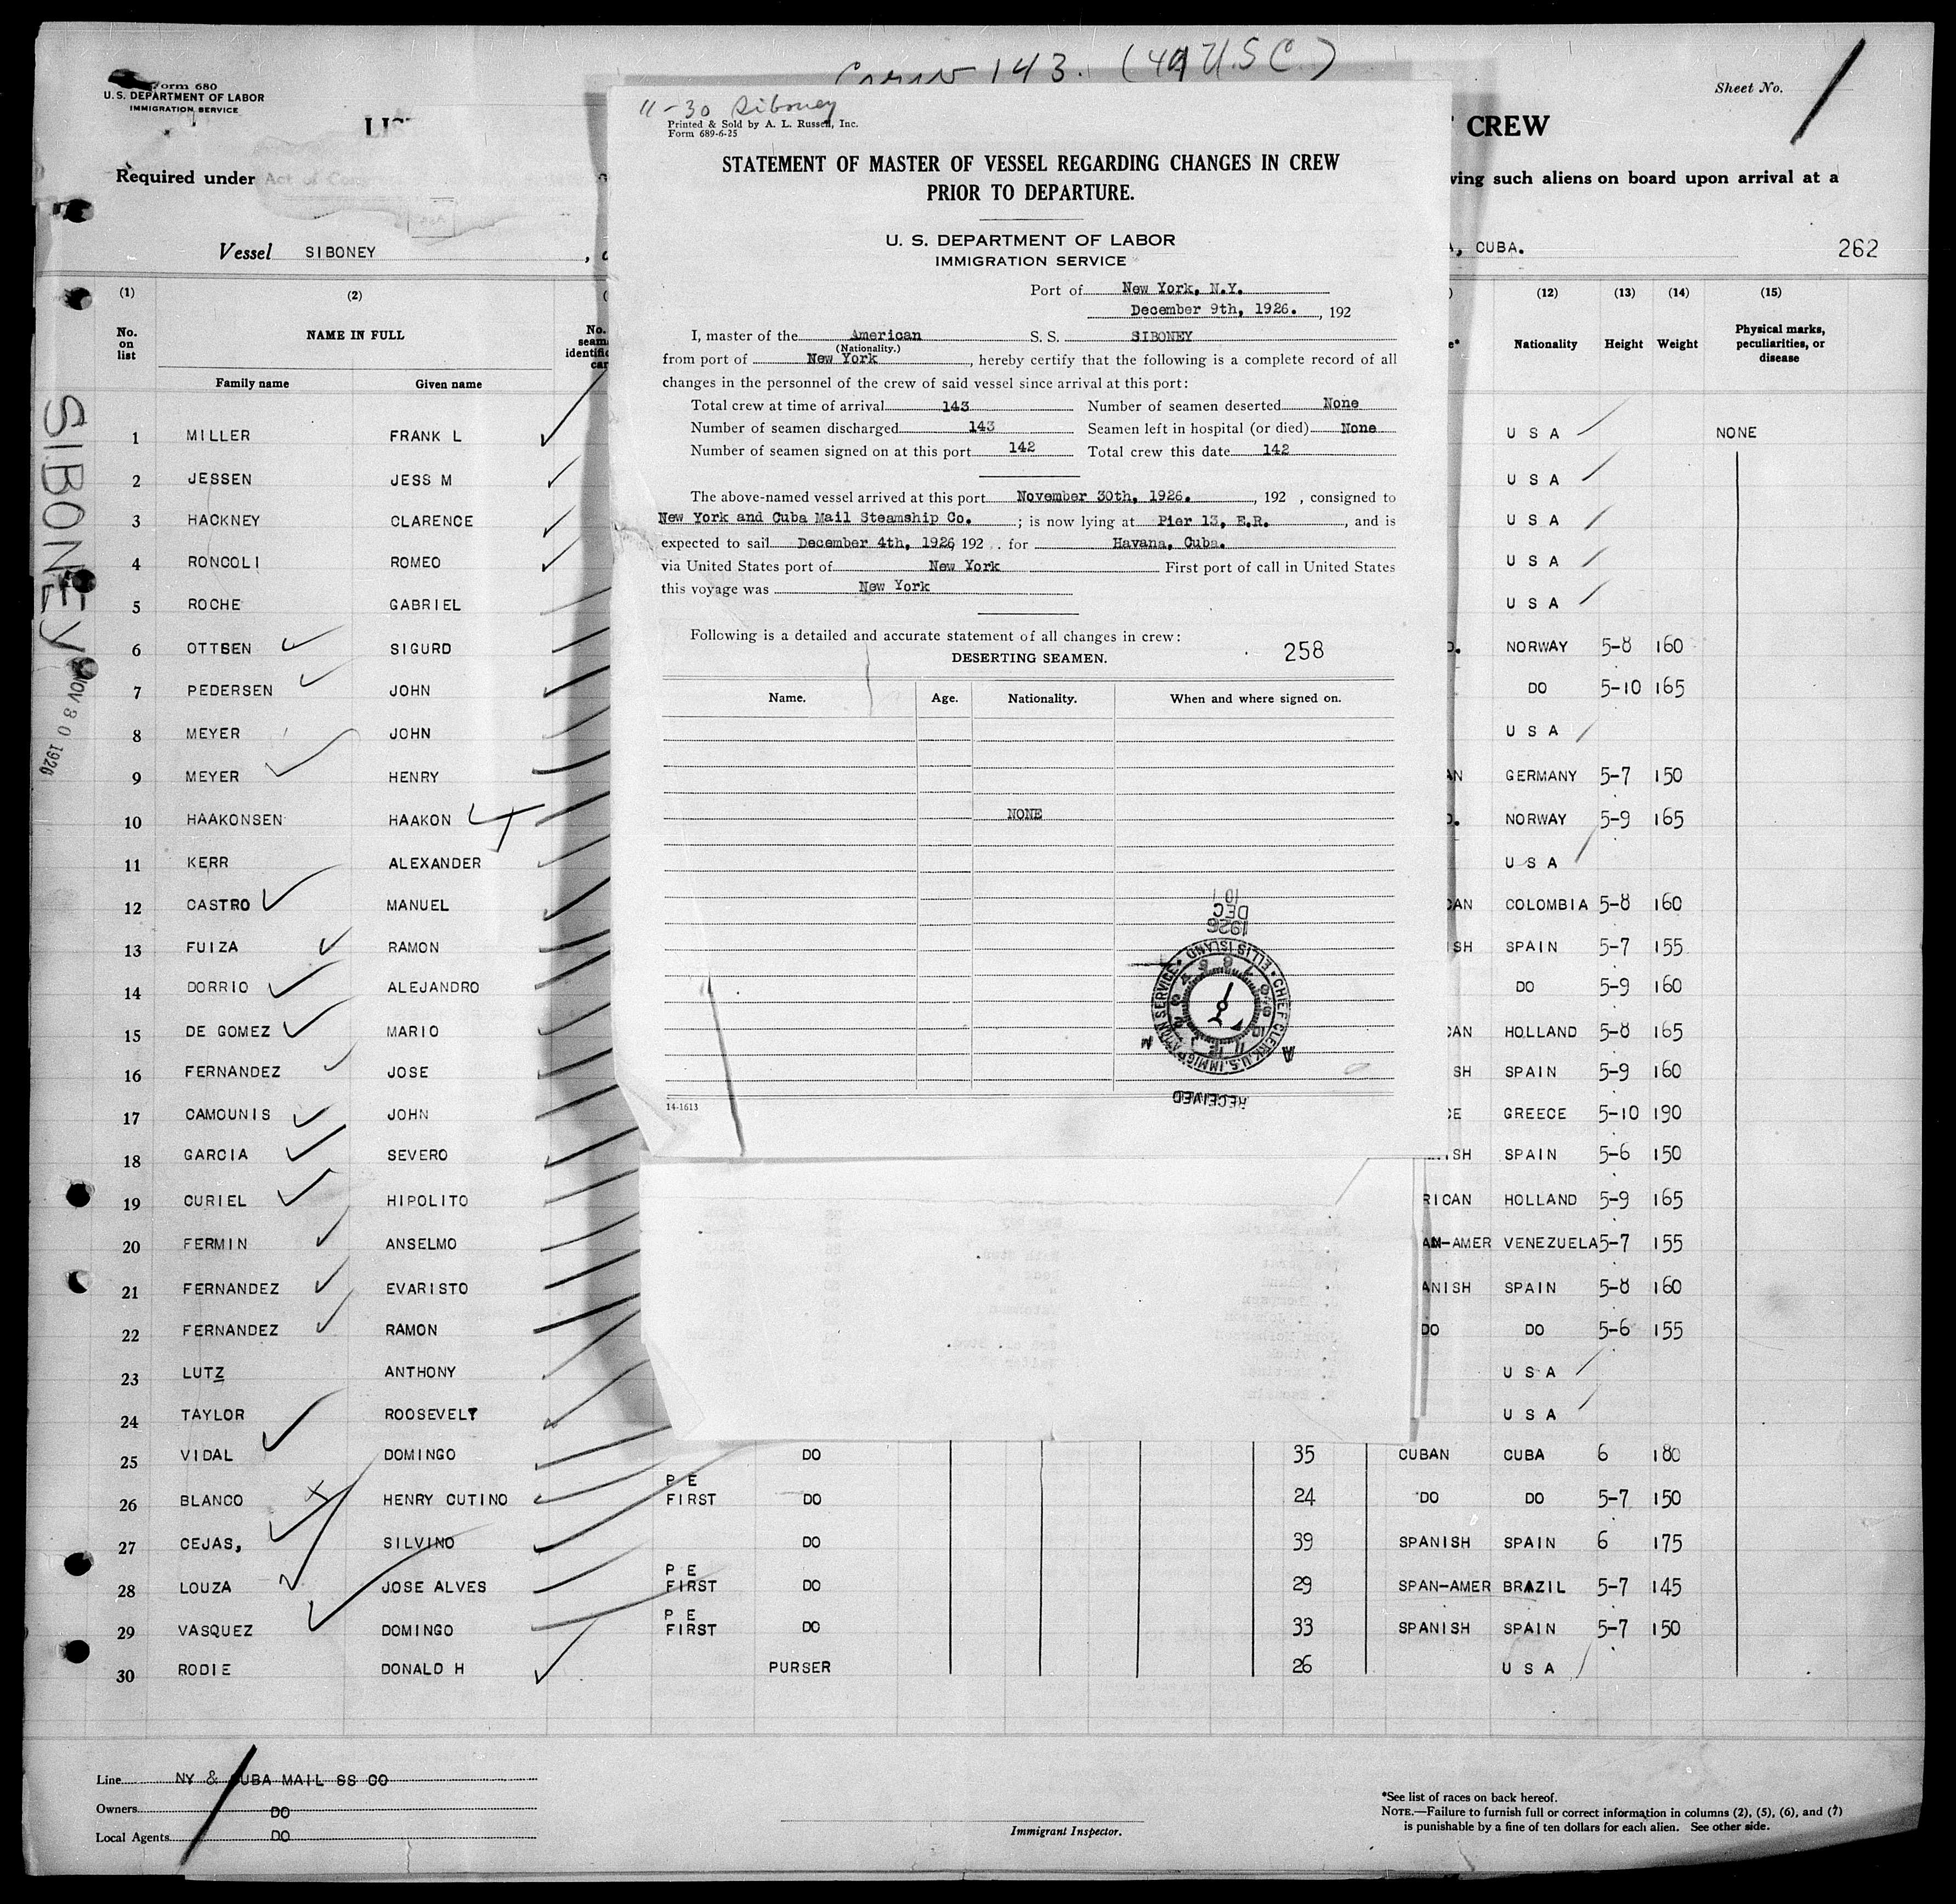 Crew 143. (49 U.S.C.)
Form 680
U. S. DEPARTMENT OF LABOR
IMMIGRATION SERVICE
Sheet No. 1
CREW
Required under Act of
ving such aliens on board upon arrival at a
Vessel SIBONEY
, CUBA.
262
SIBONEY
NOV 30 1926
11-30 Siboney
Printed & Sold by A. L. Russell, Inc.
Form 689-6-25
STATEMENT OF MASTER OF VESSEL REGARDING CHANGES IN CREW
PRIOR TO DEPARTURE.
U. S. DEPARTMENT OF LABOR
IMMIGRATION SERVICE
Port of New York, N.Y.
December 9th, 1926. , 192
I, master of the American S. S. SIBONEY
(Nationality.)
from port of New York , hereby certify that the following is a complete record of all
changes in the personnel of the crew of said vessel since arrival at this port:
Total crew at time of arrival 143 Number of seamen deserted None
Number of seamen discharged 143 Seamen left in hospital (or died) None
Number of seamen signed on at this port 142 Total crew this date 142
The above-named vessel arrived at this port November 30th, 1926. , 192 , consigned to
New York and Cuba Mail Steamship Co. ; is now lying at Pier 13, E.R. , and is
expected to sail December 4th, 1926 192 . for Havana, Cuba.
via United States port of New York First port of call in United States
this voyage was New York
Following is a detailed and accurate statement of all changes in crew:
DESERTING SEAMEN.
258
Name. Age. Nationality. When and where signed on.
NONE
RECEIVED
CHIEF CLERK U.S. IMMIGRATION SERVICE • ELLIS ISLAND •
1926
DEC
10
A M
14-1613
(1) (2) (12) (13) (14) (15)
No. on list
NAME IN FULL
Family name Given name
Nationality Height Weight Physical marks, peculiarities, or disease
1 MILLER FRANK L U S A NONE
2 JESSEN JESS M U S A
3 HACKNEY CLARENCE U S A
4 RONCOLI ROMEO U S A
5 ROCHE GABRIEL U S A
6 OTTSEN SIGURD NORWAY 5-8 160
7 PEDERSEN JOHN DO 5-10 165
8 MEYER JOHN U S A
9 MEYER HENRY GERMANY 5-7 150
10 HAAKONSEN HAAKON NORWAY 5-9 165
11 KERR ALEXANDER U S A
12 CASTRO MANUEL COLOMBIA 5-8 160
13 FUIZA RAMON SPAIN 5-7 155
14 DORRIO ALEJANDRO DO 5-9 160
15 DE GOMEZ MARIO HOLLAND 5-8 165
16 FERNANDEZ JOSE SPAIN 5-9 160
17 CAMOUNIS JOHN GREECE 5-10 190
18 GARCIA SEVERO SPAIN 5-6 150
19 CURIEL HIPOLITO RICAN HOLLAND 5-9 165
20 FERMIN ANSELMO AN-AMER VENEZUELA 5-7 155
21 FERNANDEZ EVARISTO ANISH SPAIN 5-8 160
22 FERNANDEZ RAMON DO DO 5-6 155
23 LUTZ ANTHONY U S A
24 TAYLOR ROOSEVELT U S A
25 VIDAL DOMINGO DO 35 CUBAN CUBA 6 180
26 BLANCO HENRY CUTINO P E FIRST DO 24 DO DO 5-7 150
27 CEJAS, SILVINO DO 39 SPANISH SPAIN 6 175
28 LOUZA JOSE ALVES P E FIRST DO 29 SPAN-AMER BRAZIL 5-7 145
29 VASQUEZ DOMINGO P E FIRST DO 33 SPANISH SPAIN 5-7 150
30 RODIE DONALD H PURSER 26 U S A
Line NY & CUBA MAIL SS CO
Owners DO
Local Agents DO
Immigrant Inspector.
*See list of races on back hereof.
NOTE.—Failure to furnish full or correct information in columns (2), (5), (6), and (7)
is punishable by a fine of ten dollars for each alien. See other side.